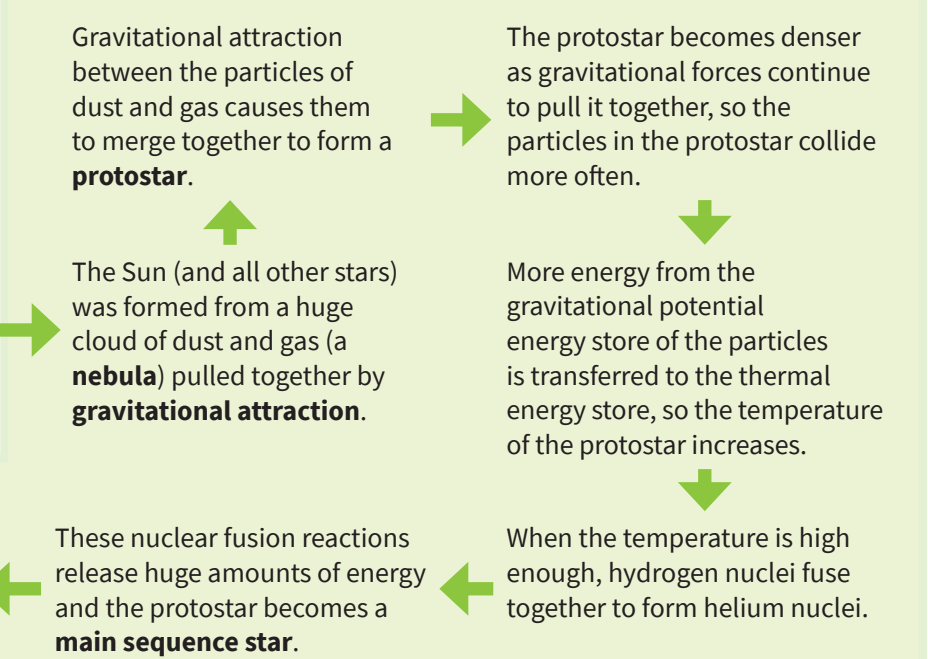 The Sun (and all other stars)
was formed from a huge
cloud of dust and gas (a
nebula) pulled together by
gravitational attraction.
Gravitational attraction
between the particles of
dust and gas causes them
to merge together to form a
protostar.
The protostar becomes denser
as gravitational forces continue
to pull it together, so the
particles in the protostar collide
more often.
More energy from the
gravitational potential
energy store of the particles
is transferred to the thermal
energy store, so the temperature
of the protostar increases.
When the temperature is high
enough, hydrogen nuclei fuse
together to form helium nuclei.
These nuclear fusion reactions
release huge amounts of energy
and the protostar becomes a
main sequence star.